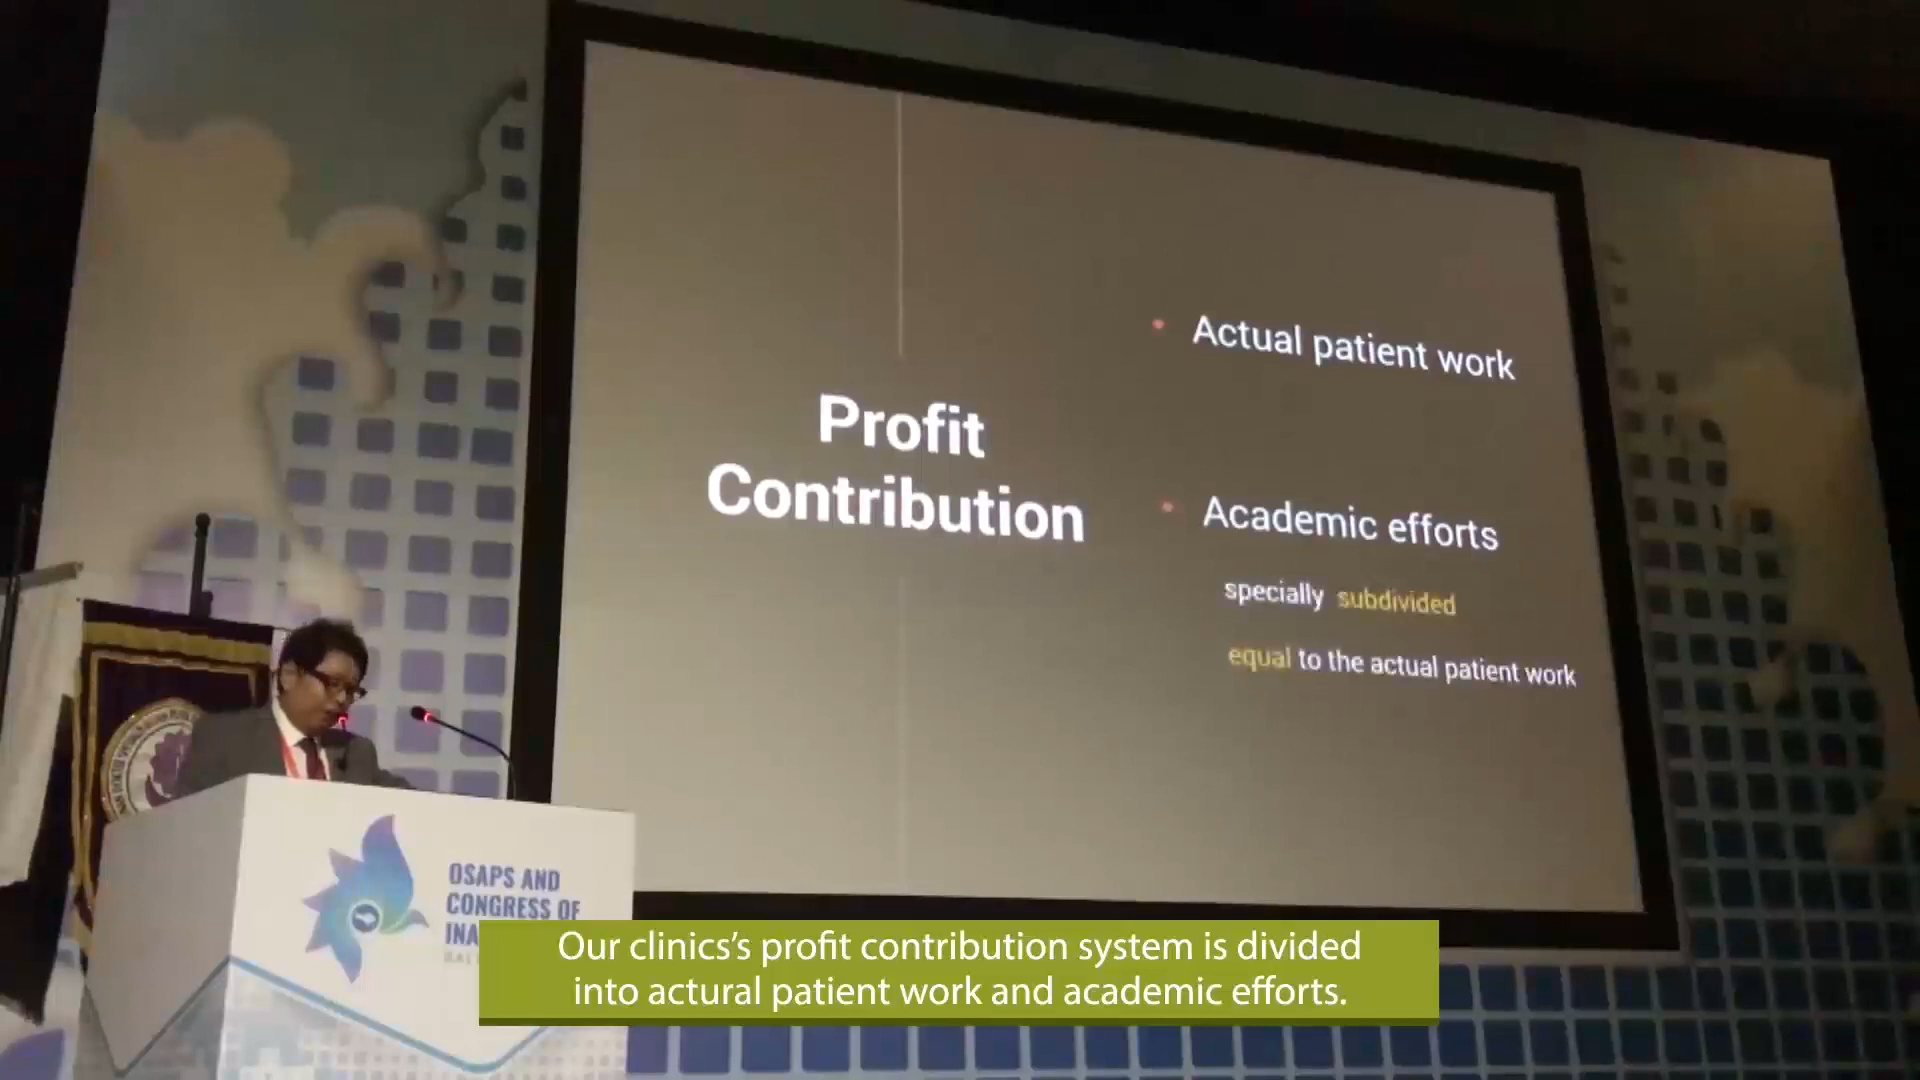 Profit
Contribution
Actual patient work
Academic efforts
specially subdivided
equal to the actual patient work
OSAPS AND
CONGRESS OF
INA
Our clinics’s profit contribution system is divided
into actural patient work and academic efforts.